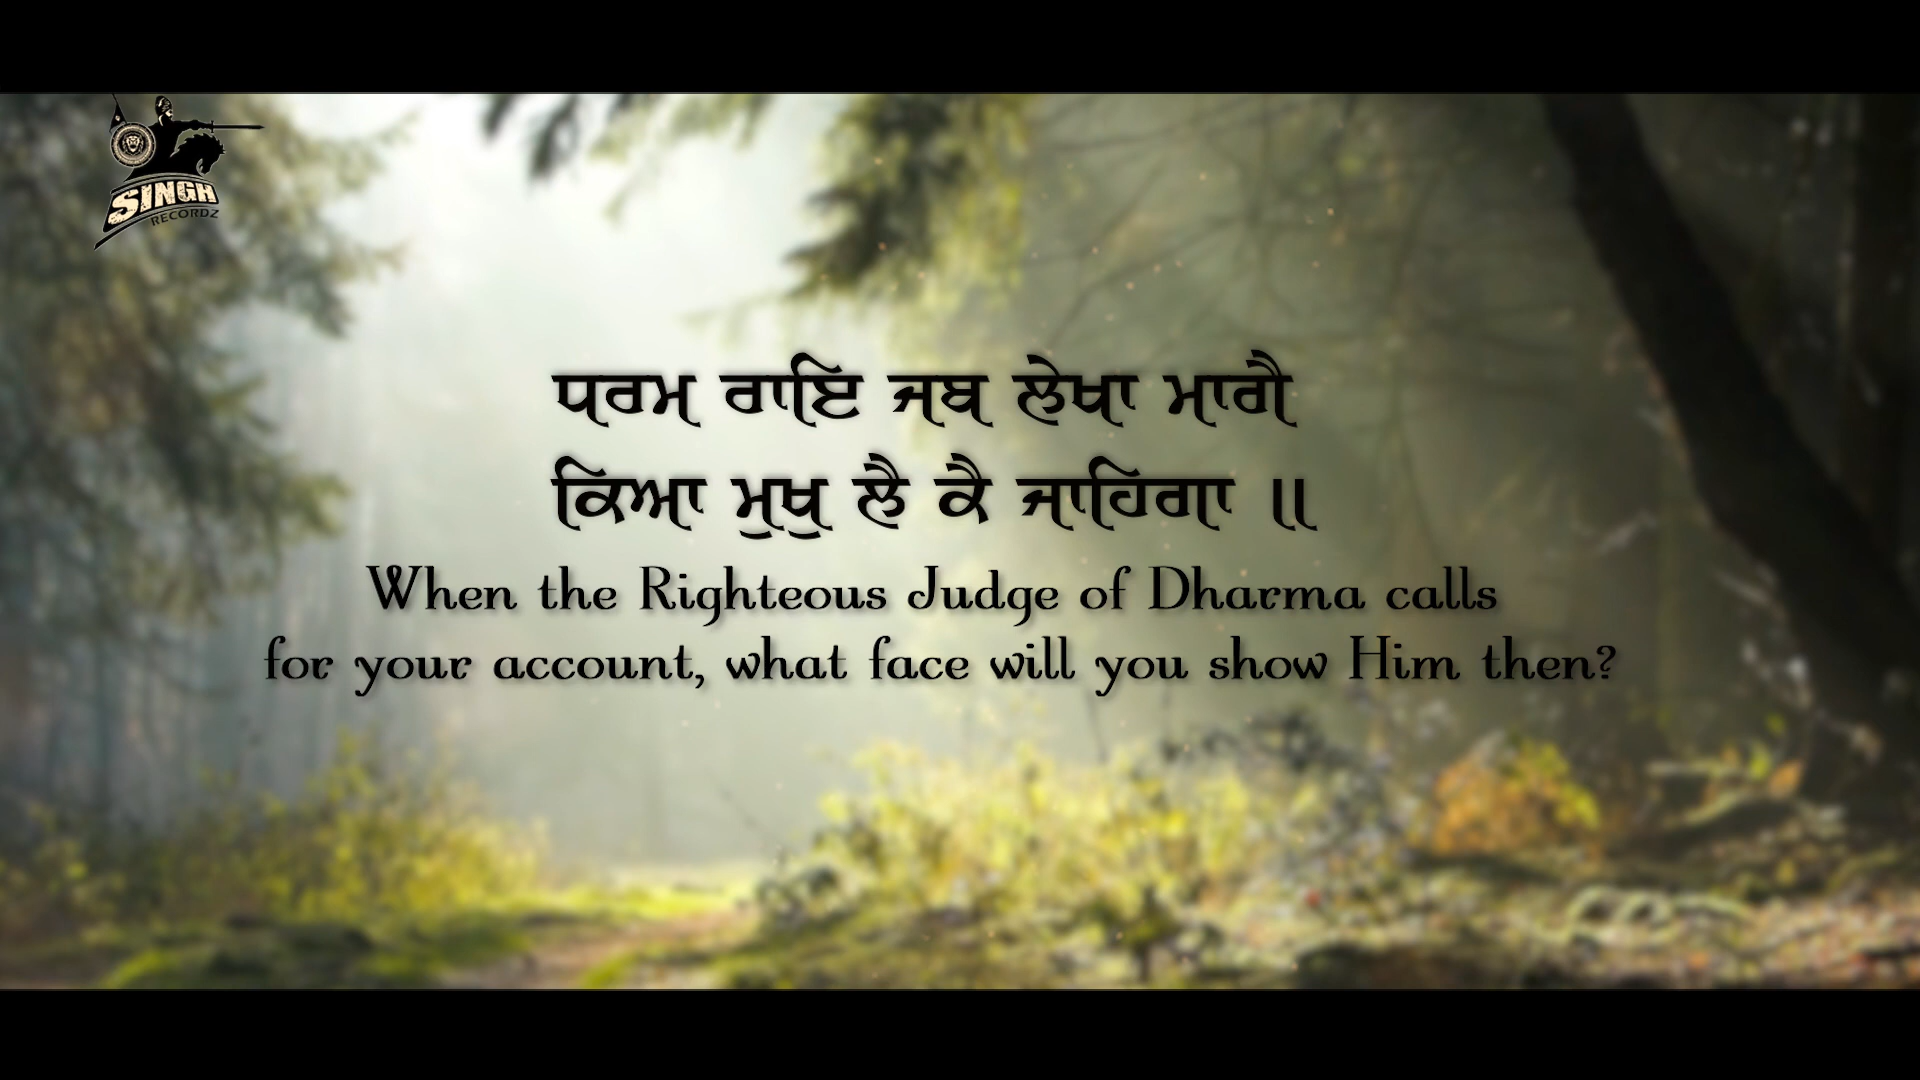 SINGH
RECORDZ
ਧਰਮ ਰਾਇ ਜਬ ਲੇਖਾ ਮਾਗੈ
ਕਿਆ ਮੁਖੁ ਲੈ ਕੈ ਜਾਹਿਗਾ ॥
When the Righteous Judge of Dharma calls
for your account, what face will you show Him then?